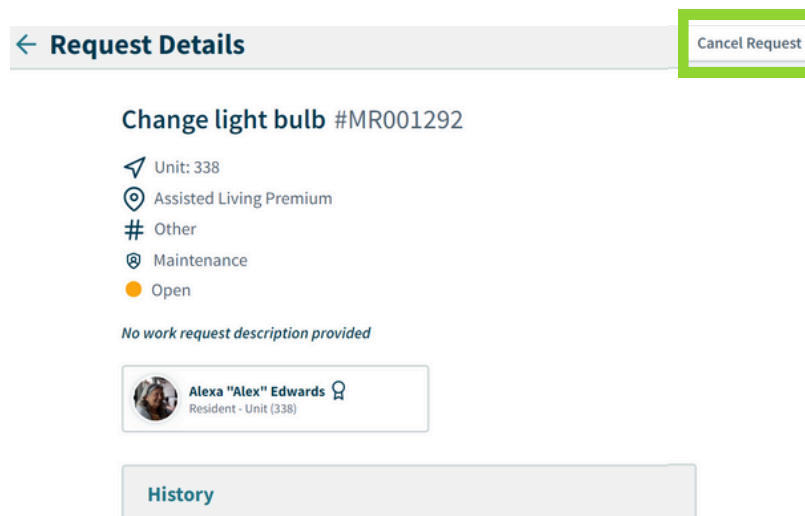 Request Details
Cancel Request
Change light bulb #MR001292
Unit: 338
Assisted Living Premium
# Other
Maintenance
Open
No work request description provided
Alexa "Alex" Edwards
Resident - Unit (338)
History